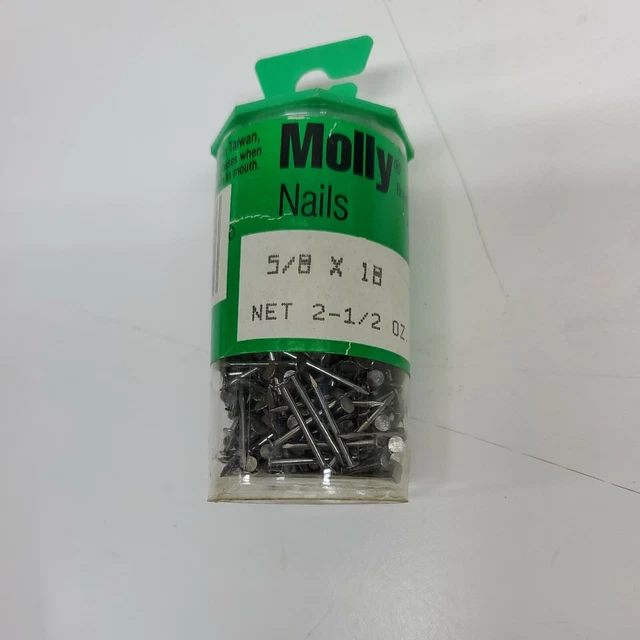 Taiwan,
when
mouth.
Molly®
Nails
5/8 X 18
NET 2-1/2 OZ.